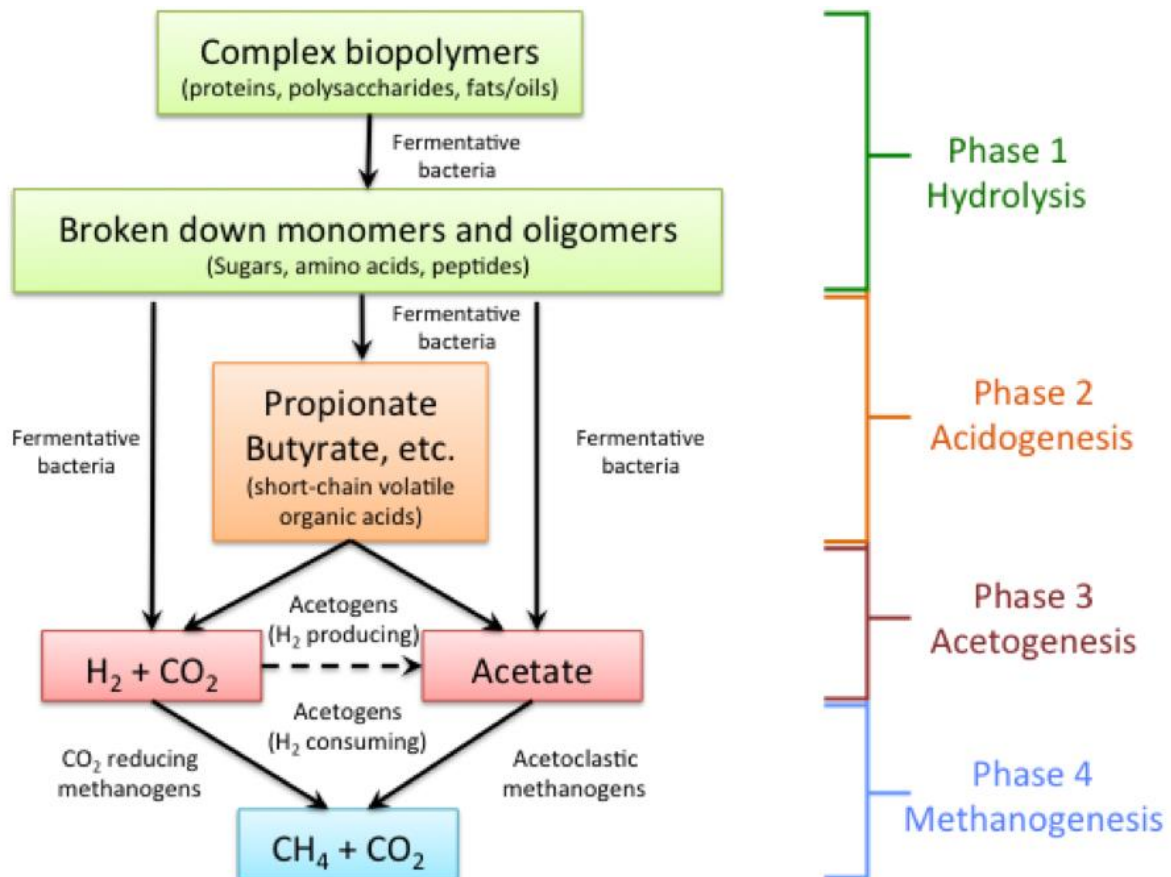 Complex biopolymers
(proteins, polysaccharides, fats/oils)
Fermentative
bacteria
Phase 1
Hydrolysis
Broken down monomers and oligomers
(Sugars, amino acids, peptides)
Fermentative
bacteria
Propionate
Butyrate, etc.
(short-chain volatile
organic acids)
Fermentative
bacteria
Fermentative
bacteria
Phase 2
Acidogenesis
Acetogens
(H₂ producing)
H₂ + CO₂
Acetate
Acetogens
(H₂ consuming)
Phase 3
Acetogenesis
CO₂ reducing
methanogens
Acetoclastic
methanogens
CH₄ + CO₂
Phase 4
Methanogenesis